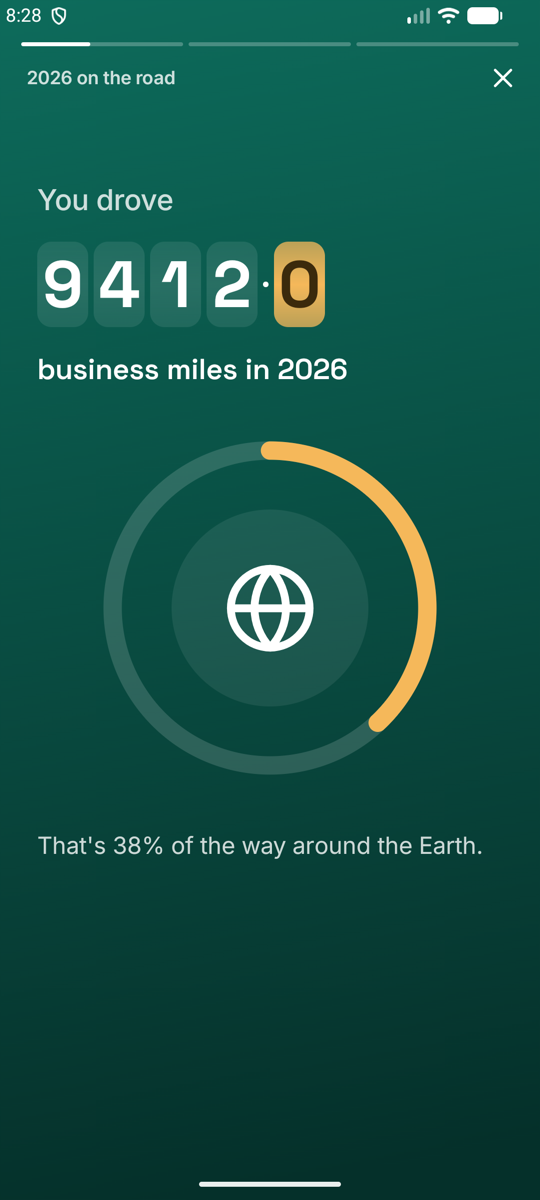 8:28
2026 on the road
You drove
9412·0
business miles in 2026
That's 38% of the way around the Earth.